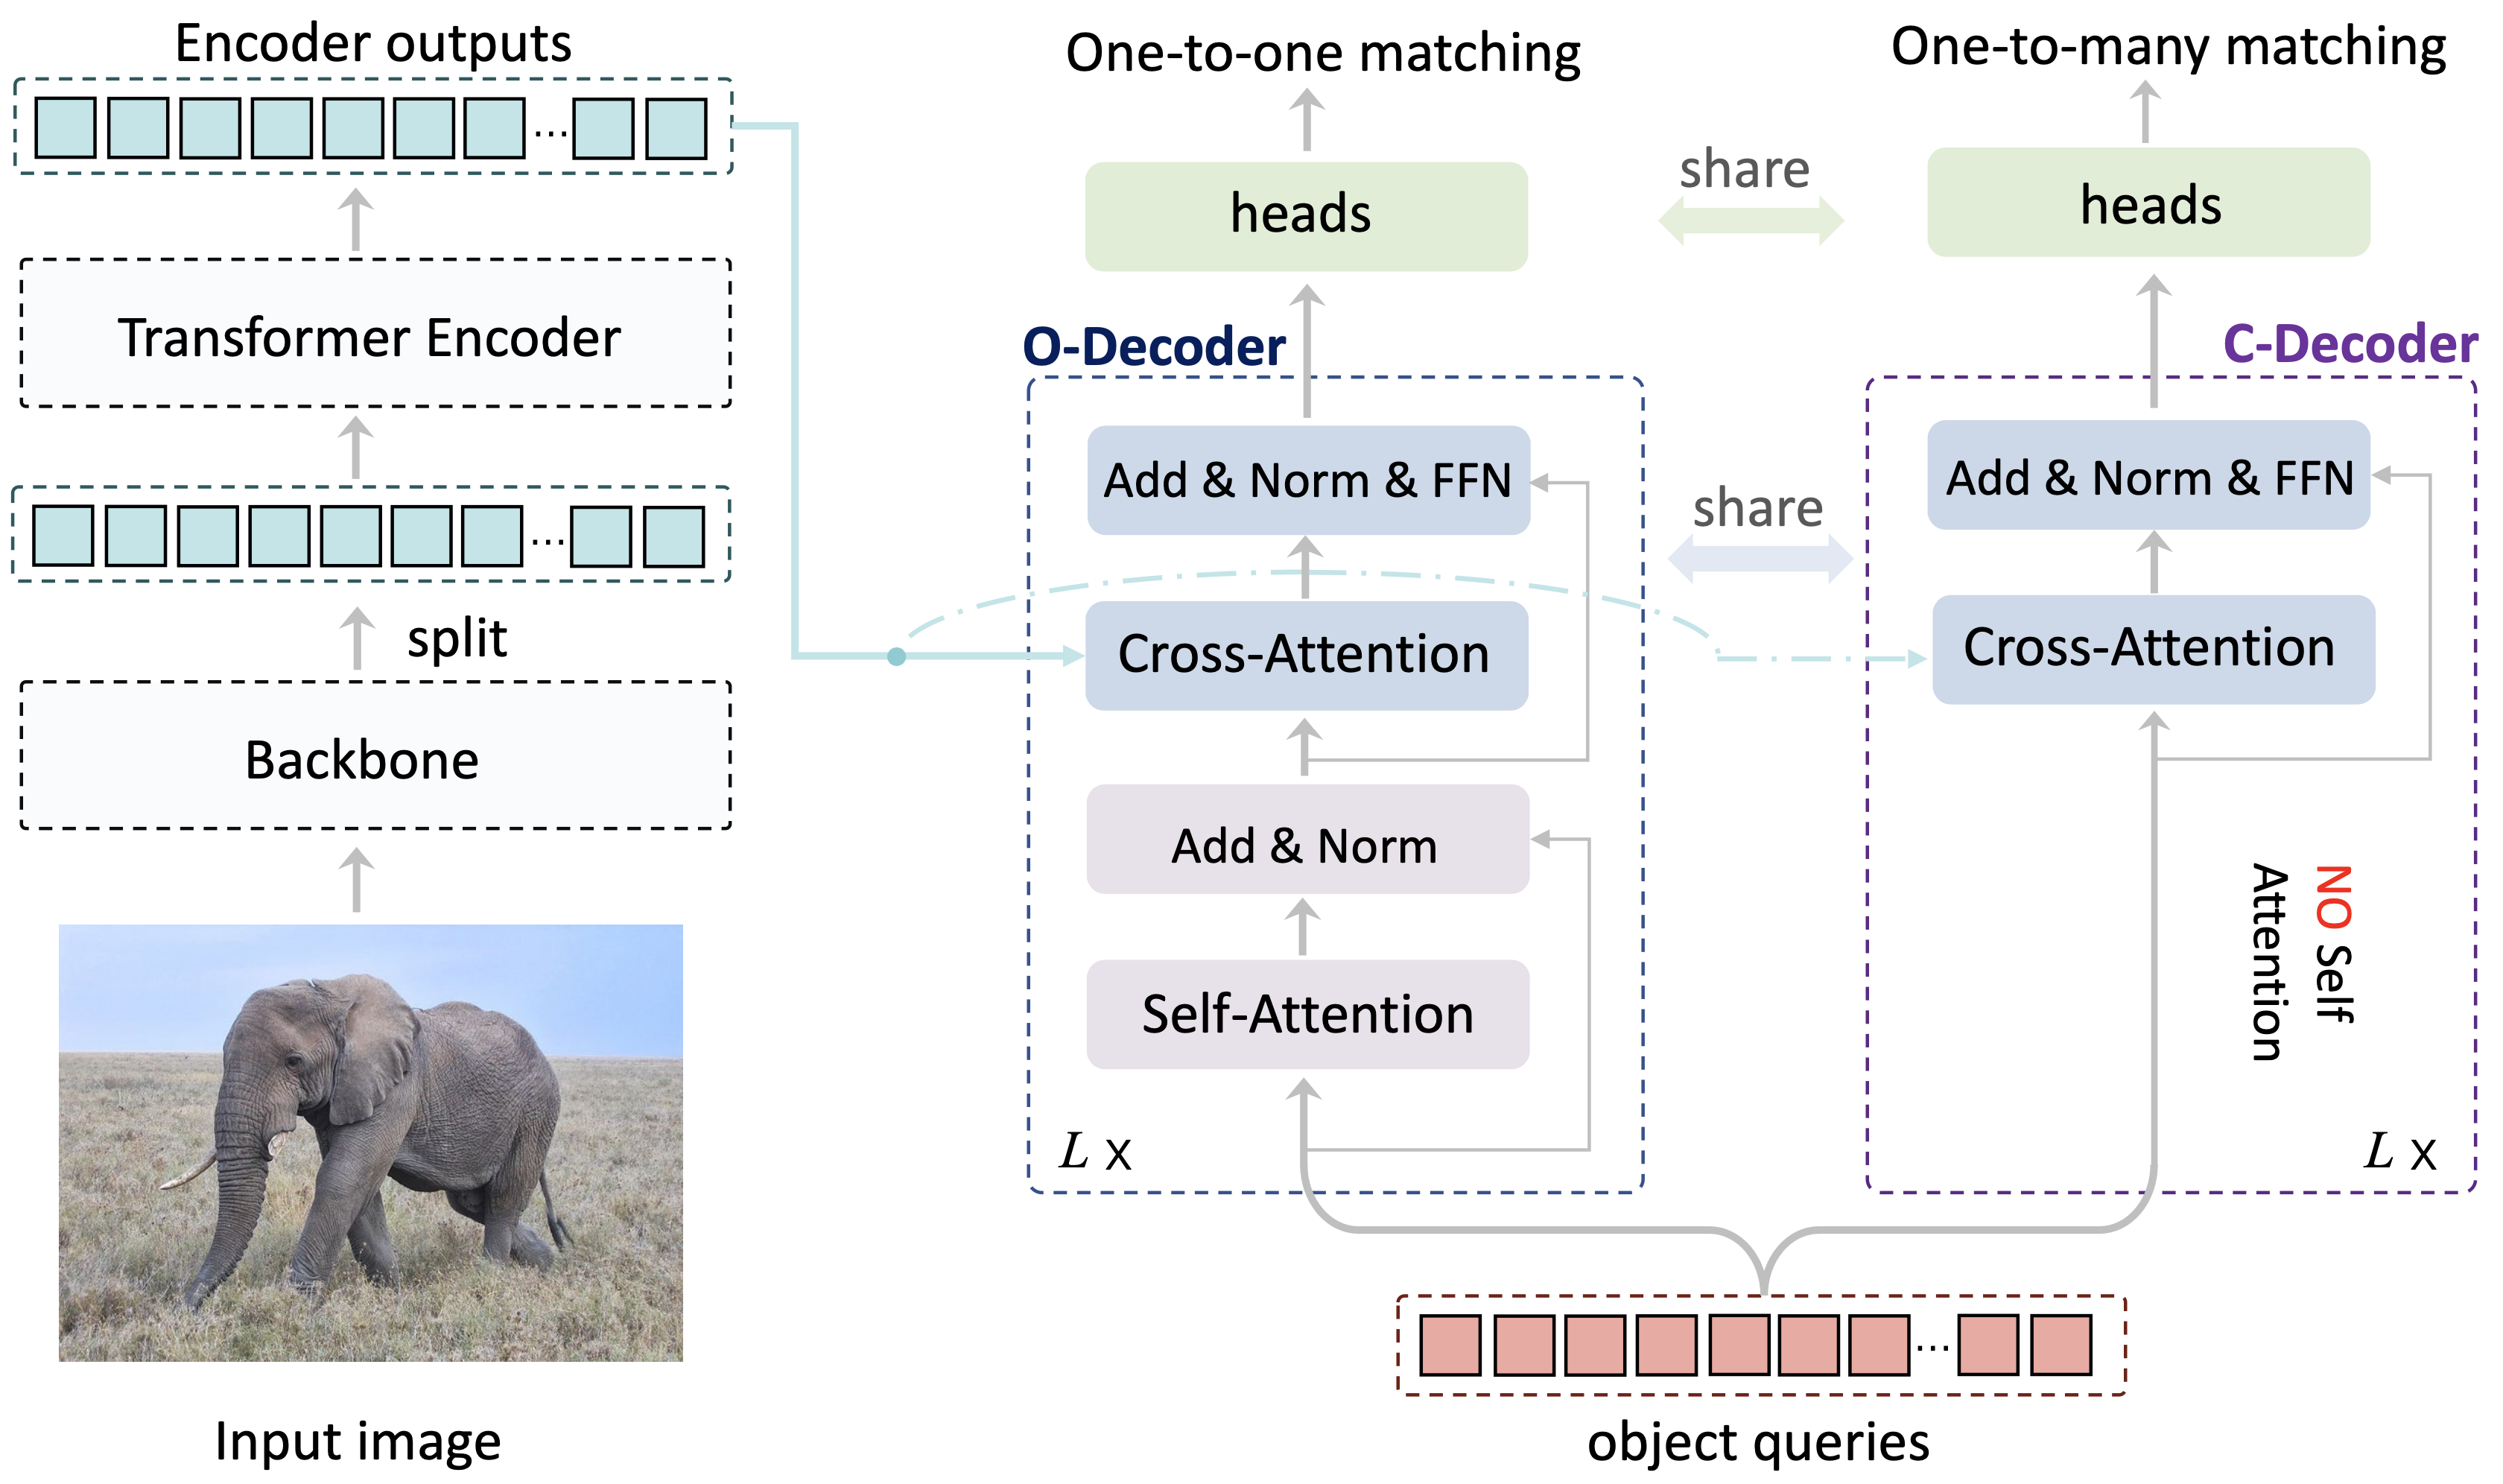 Encoder outputs
...
Transformer Encoder
...
split
Backbone
Input image
One-to-one matching
heads
share
One-to-many matching
heads
O-Decoder
Add & Norm & FFN
Cross-Attention
Add & Norm
Self-Attention
L x
share
C-Decoder
Add & Norm & FFN
Cross-Attention
NO Self
Attention
L x
...
object queries